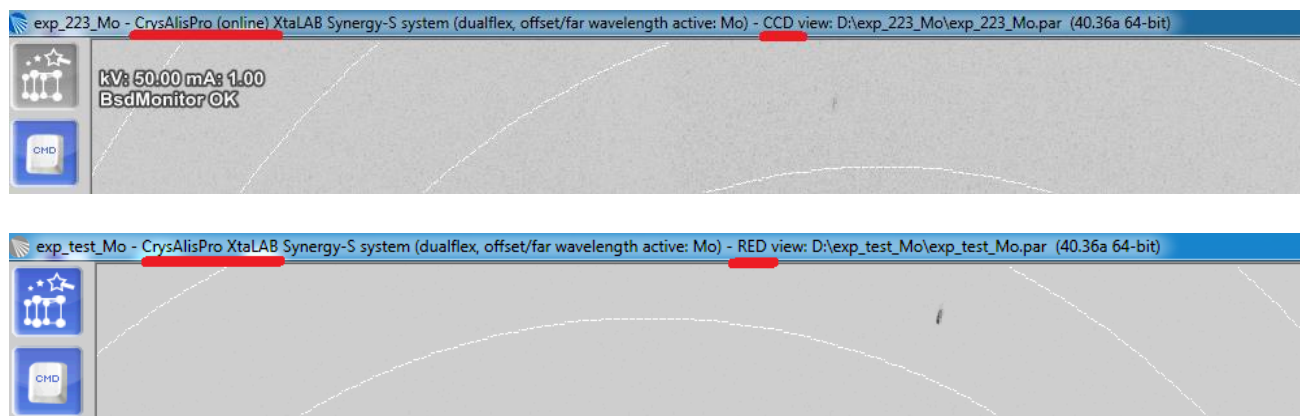 exp_223_Mo - CrysAlisPro (online) XtaLAB Synergy-S system (dualflex, offset/far wavelength active: Mo) - CCD view: D:\exp_223_Mo\exp_223_Mo.par (40.36a 64-bit)
kV: 50.00 mA: 1.00
BsdMonitor OK
CMD
exp_test_Mo - CrysAlisPro XtaLAB Synergy-S system (dualflex, offset/far wavelength active: Mo) - RED view: D:\exp_test_Mo\exp_test_Mo.par (40.36a 64-bit)
CMD